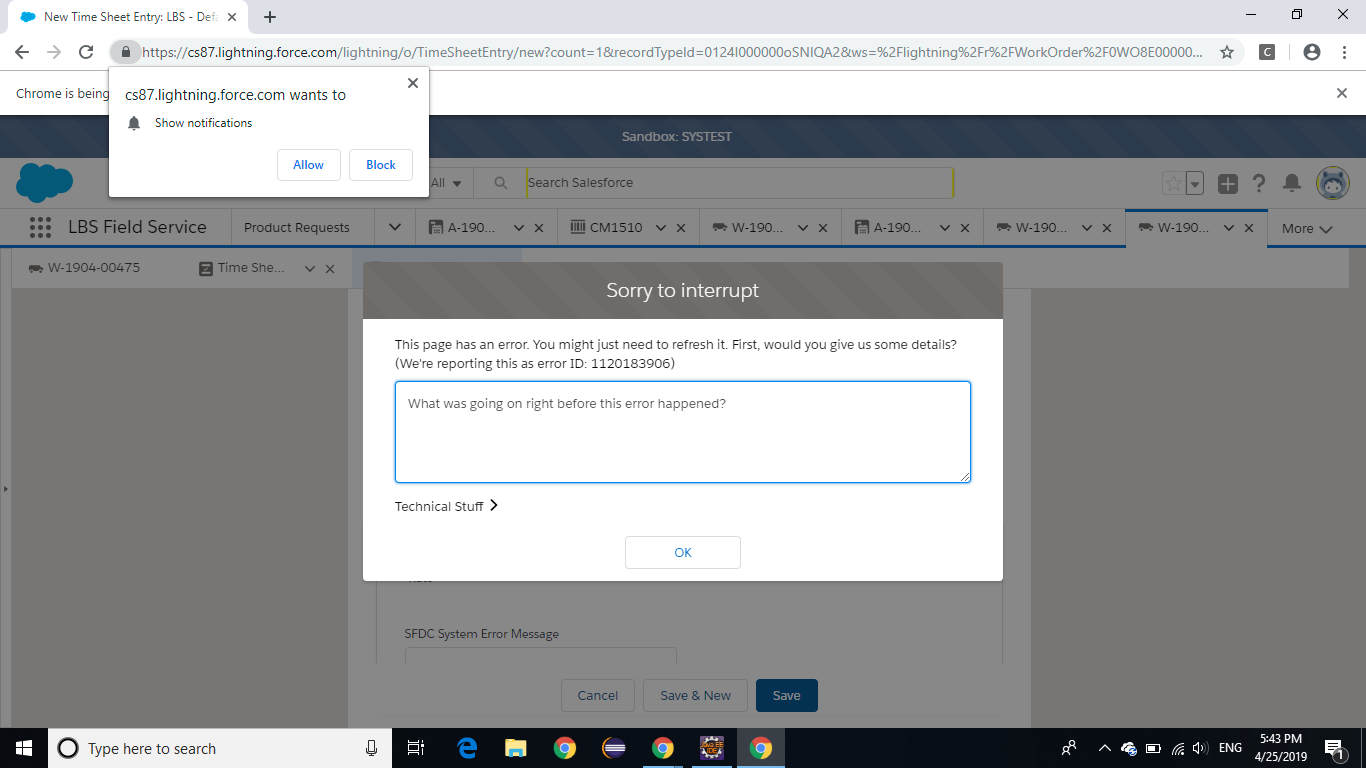 New Time Sheet Entry: LBS - Defa
https://cs87.lightning.force.com/lightning/o/TimeSheetEntry/new?count=1&recordTypeId=0124I000000oSNIQA2&ws=%2Flightning%2Fr%2FWorkOrder%2F0WO8E00000...
C
Chrome is being
cs87.lightning.force.com wants to
Show notifications
Allow
Block
Sandbox: SYSTEST
All
Search Salesforce
LBS Field Service
Product Requests
A-190...
CM1510
W-190...
A-190...
W-190...
W-190...
More
W-1904-00475
Time She...
Sorry to interrupt
This page has an error. You might just need to refresh it. First, would you give us some details?
(We're reporting this as error ID: 1120183906)
What was going on right before this error happened?
Technical Stuff
OK
SFDC System Error Message
Cancel
Save & New
Save
Type here to search
JAVA EE
IDE
ENG
5:43 PM
4/25/2019
1